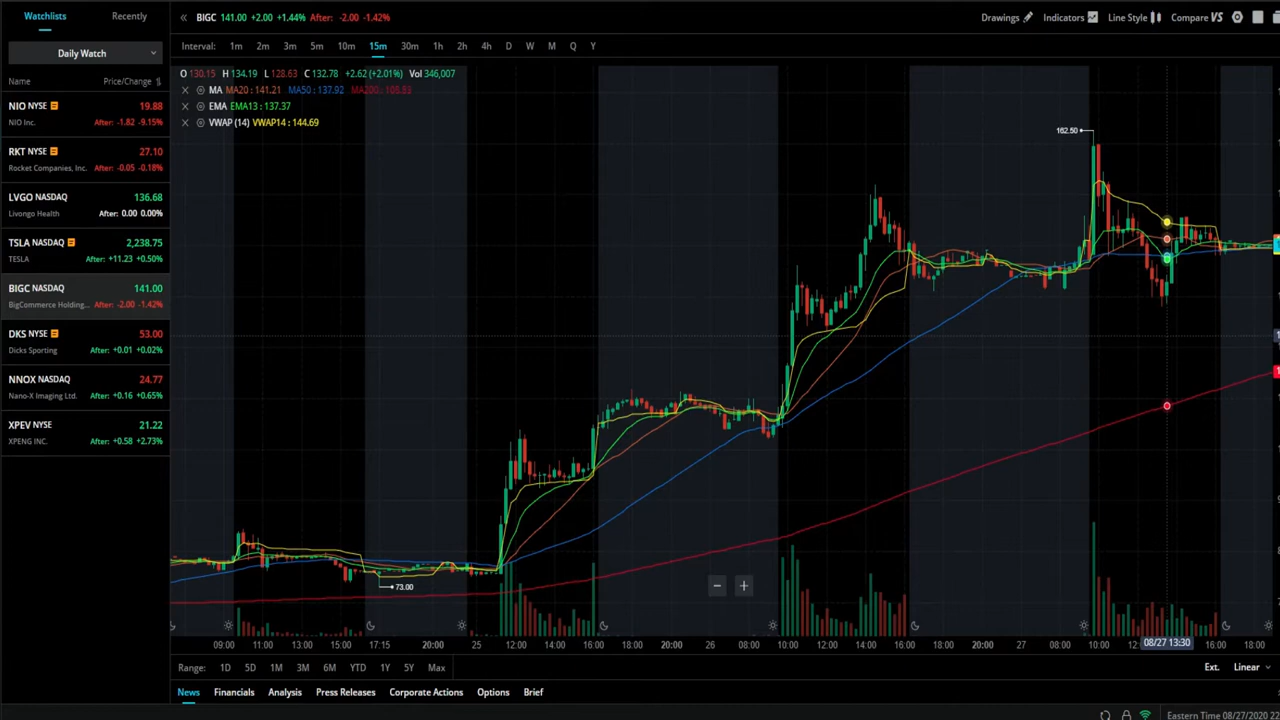 Watchlists Recently
BIGC 141.00 +2.00 +1.44% After: -2.00 -1.42%
Drawings Indicators Line Style Compare VS
Daily Watch
Interval: 1m 2m 3m 5m 10m 15m 30m 1h 2h 4h D W M Q Y
Name Price/Change
O 130.15 H 134.19 L 128.63 C 132.78 +2.62 (+2.01%) Vol 346,007
MA MA20 : 141.21 MA50 : 137.92 MA200 : 105.83
EMA EMA13 : 137.37
VWAP (14) VWAP14 : 144.69
NIO NYSE 19.88
NIO Inc. After: -1.82 -9.15%
RKT NYSE 27.10
Rocket Companies, Inc. After: -0.05 -0.18%
LVGO NASDAQ 136.68
Livongo Health After: 0.00 0.00%
TSLA NASDAQ 2,238.75
TESLA After: +11.23 +0.50%
BIGC NASDAQ 141.00
BigCommerce Holding... After: -2.00 -1.42%
DKS NYSE 53.00
Dicks Sporting After: +0.01 +0.02%
NNOX NASDAQ 24.77
Nano-X Imaging Ltd. After: +0.16 +0.65%
XPEV NYSE 21.22
XPENG INC. After: +0.58 +2.73%
162.50
73.00
09:00 11:00 13:00 15:00 17:15 20:00 25 12:00 14:00 16:00 18:00 20:00 26 08:00 10:00 12:00 14:00 16:00 18:00 20:00 27 08:00 10:00 08/27 13:30 16:00 18:00
Range: 1D 5D 1M 3M 6M YTD 1Y 5Y Max
Ext. Linear
News Financials Analysis Press Releases Corporate Actions Options Brief
Eastern Time 08/27/2020 22